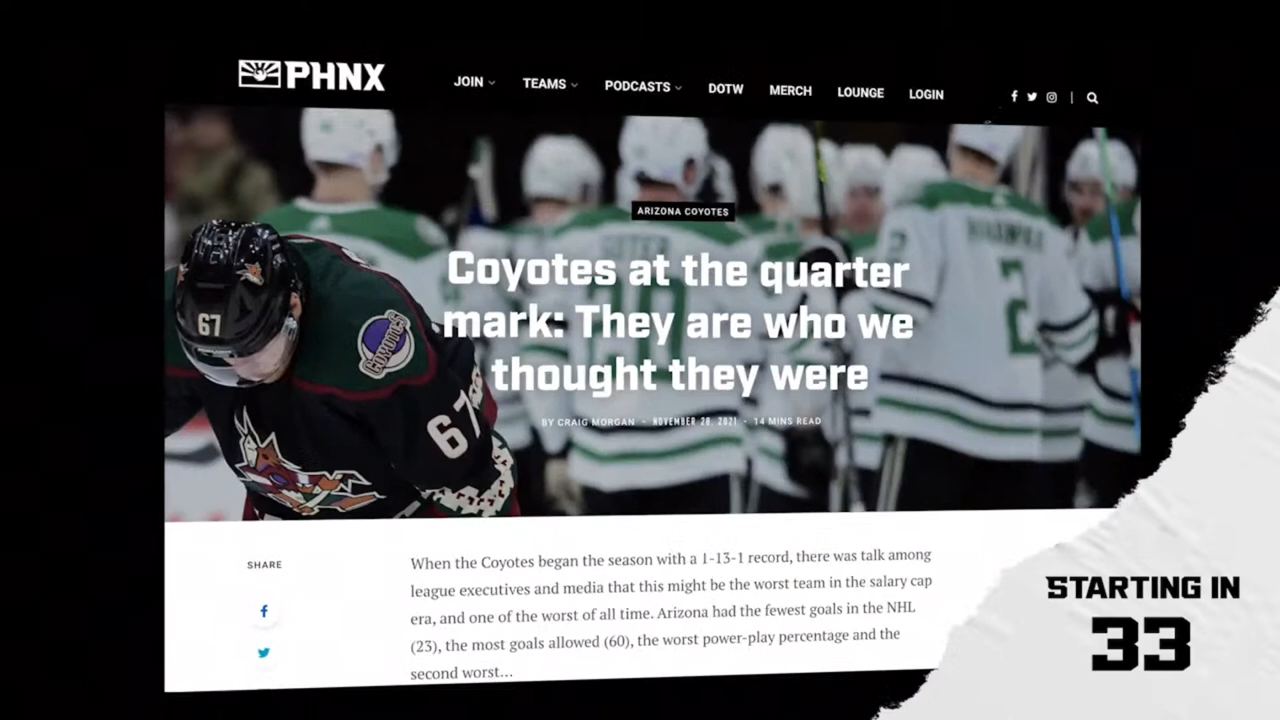 PHNX
JOIN
TEAMS
PODCASTS
DOTW
MERCH
LOUNGE
LOGIN
ARIZONA COYOTES
Coyotes at the quarter
mark: They are who we
thought they were
BY CRAIG MORGAN - NOVEMBER 28, 2021 - 14 MINS READ
67
COYOTES
67
2
SHARE
When the Coyotes began the season with a 1-13-1 record, there was talk among
league executives and media that this might be the worst team in the salary cap
era, and one of the worst of all time. Arizona had the fewest goals in the NHL
(23), the most goals allowed (60), the worst power-play percentage and the
second worst...
STARTING IN
33